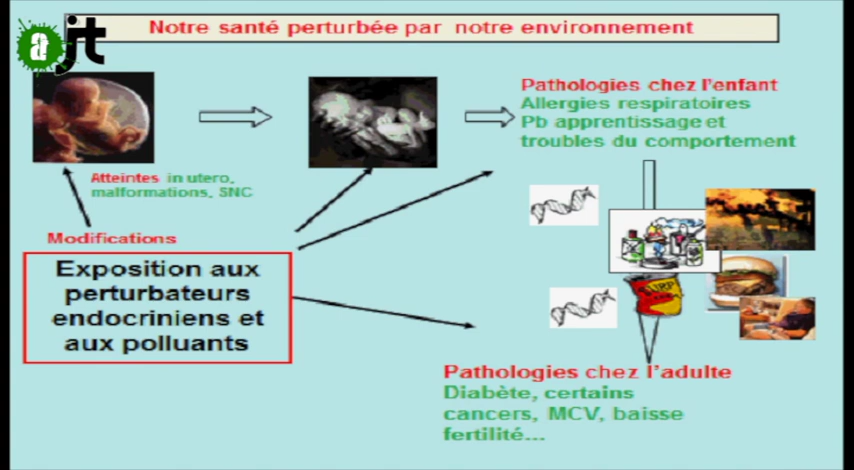 ajt
Notre santé perturbée par notre environnement
Pathologies chez l'enfant
Allergies respiratoires
Pb apprentissage et
troubles du comportement
Atteintes in utero,
malformations, SNC
Modifications
Exposition aux
perturbateurs
endocriniens et
aux polluants
Pathologies chez l'adulte
Diabète, certains
cancers, MCV, baisse
fertilité...